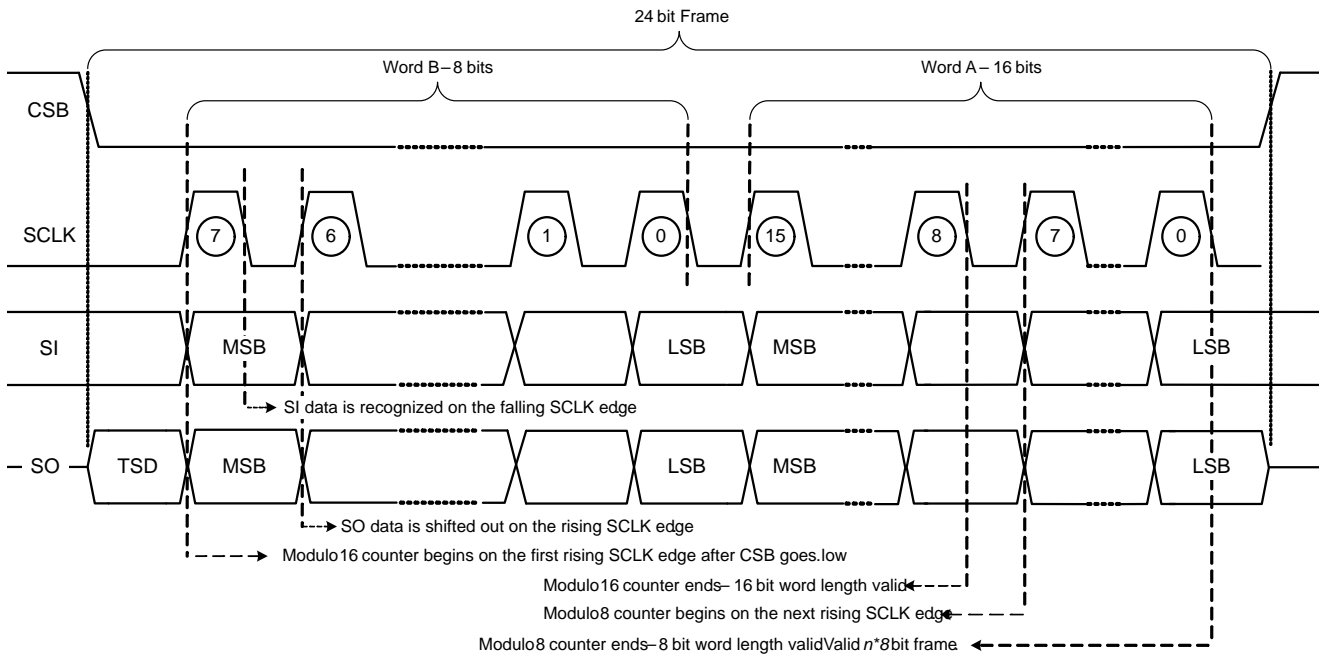 24 bit Frame
Word B–8 bits
Word A–16 bits
CSB
SCLK
7
6
1
0
15
8
7
0
SI
MSB
LSB
MSB
LSB
SI data is recognized on the falling SCLK edge
SO
TSD
MSB
LSB
MSB
LSB
SO data is shifted out on the rising SCLK edge
Modulo16 counter begins on the first rising SCLK edge after CSB goes.low
Modulo16 counter ends– 16 bit word length valid
Modulo8 counter begins on the next rising SCLK edge
Modulo8 counter ends–8 bit word length validValid n*8 bit frame.